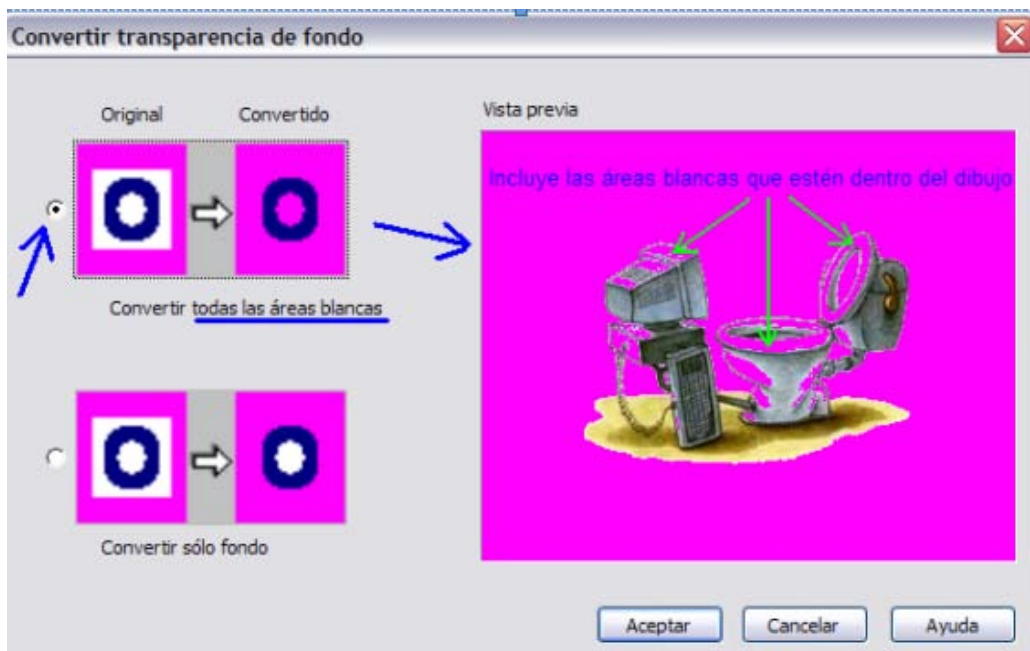 Convertir transparencia de fondo
Original Convertido
Convertir todas las áreas blancas
Convertir sólo fondo
Vista previa
Incluye las áreas blancas que estén dentro del dibujo
Aceptar Cancelar Ayuda